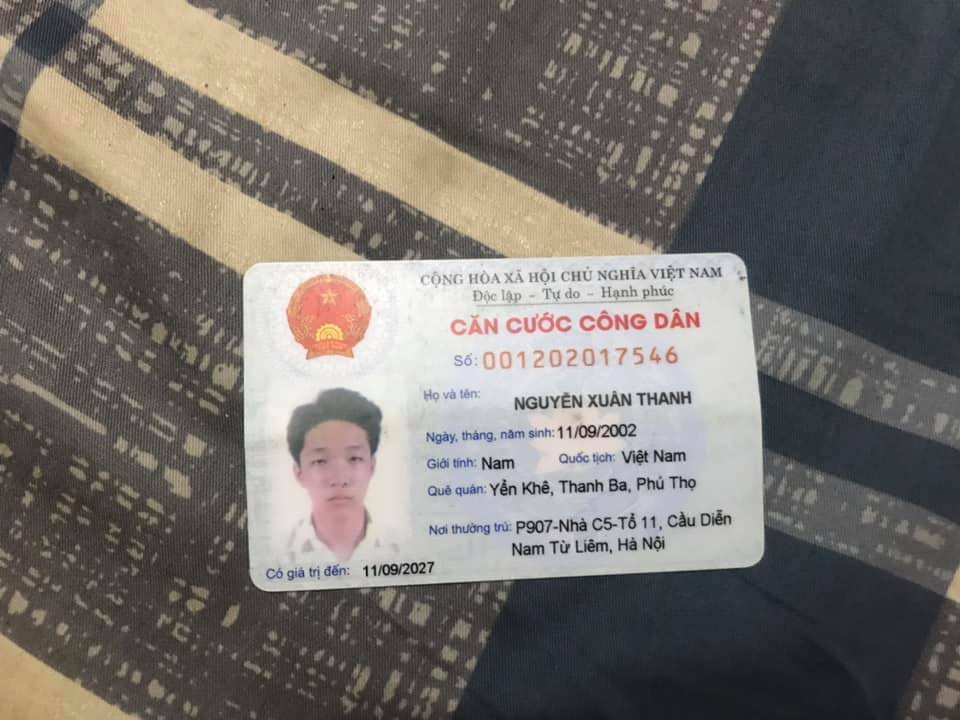 CỘNG HÒA XÃ HỘI CHỦ NGHĨA VIỆT NAM
Độc lập - Tự do - Hạnh phúc
CĂN CƯỚC CÔNG DÂN
Số: 001202017546
Họ và tên: NGUYỄN XUÂN THANH
Ngày, tháng, năm sinh: 11/09/2002
Giới tính: Nam Quốc tịch: Việt Nam
Quê quán: Yển Khê, Thanh Ba, Phú Thọ
Nơi thường trú: P907-Nhà C5-Tổ 11, Cầu Diễn
Nam Từ Liêm, Hà Nội
Có giá trị đến: 11/09/2027